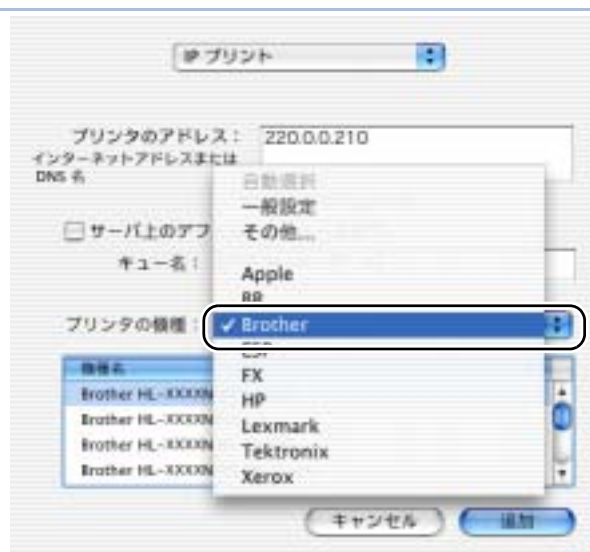 IP プリント
プリンタのアドレス： 220.0.0.210
インターネットアドレスまたは
DNS 名
自動選択
一般設定
サーバ上のデフ その他...
キュー名：
Apple
プリンタの機種： ✓ Brother
ESP
機種名 FX
Brother HL-XXXXN HP
Brother HL-XXXXN Lexmark
Brother HL-XXXXN Tektronix
Brother HL-XXXXN Xerox
キャンセル 追加